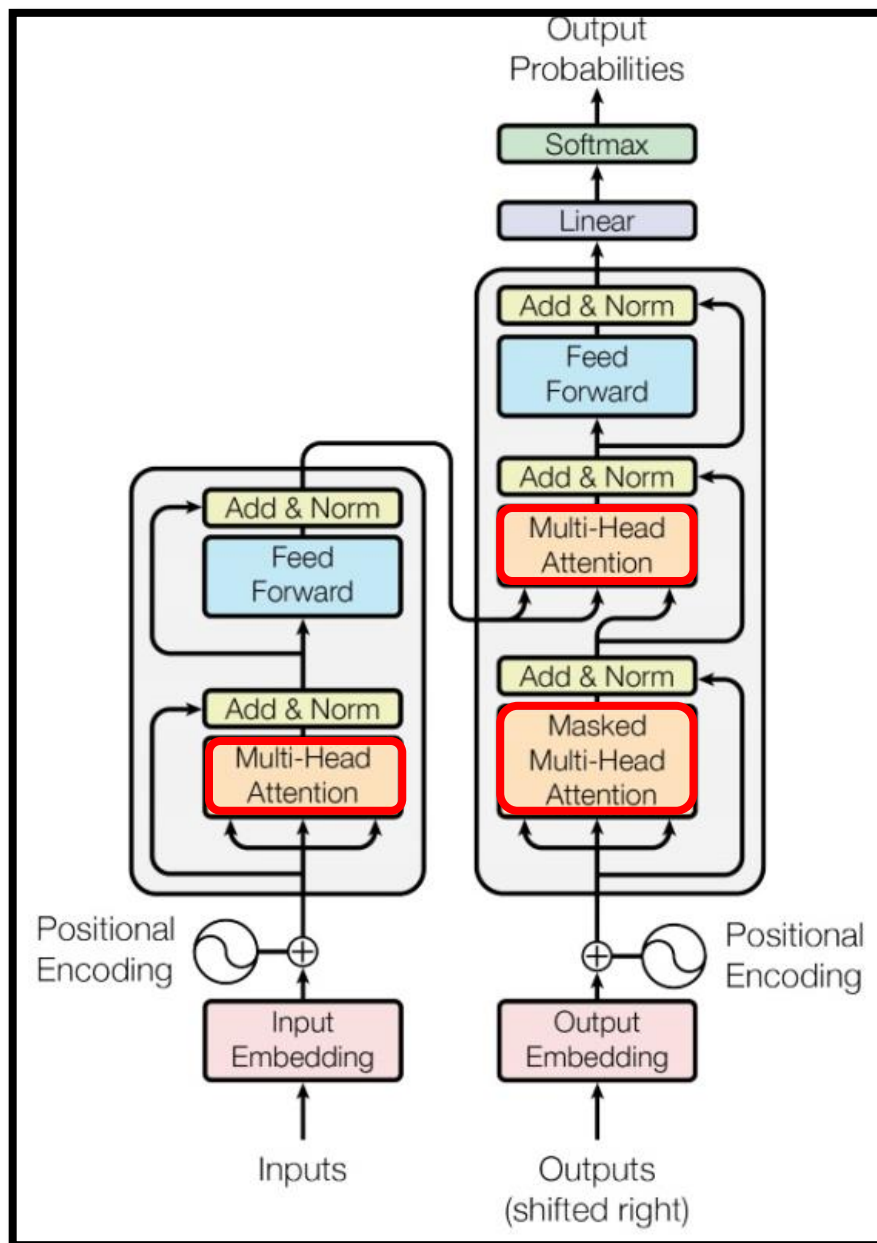 Output
Probabilities
Softmax
Linear
Add & Norm
Feed
Forward
Add & Norm
Multi-Head
Attention
Add & Norm
Masked
Multi-Head
Attention
Add & Norm
Feed
Forward
Add & Norm
Multi-Head
Attention
Positional
Encoding
Positional
Encoding
Input
Embedding
Output
Embedding
Inputs
Outputs
(shifted right)